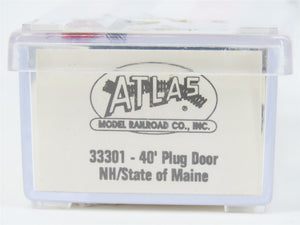 ATLAS
®
MODEL RAILROAD CO., INC.
33301 - 40' Plug Door
NH/State of Maine